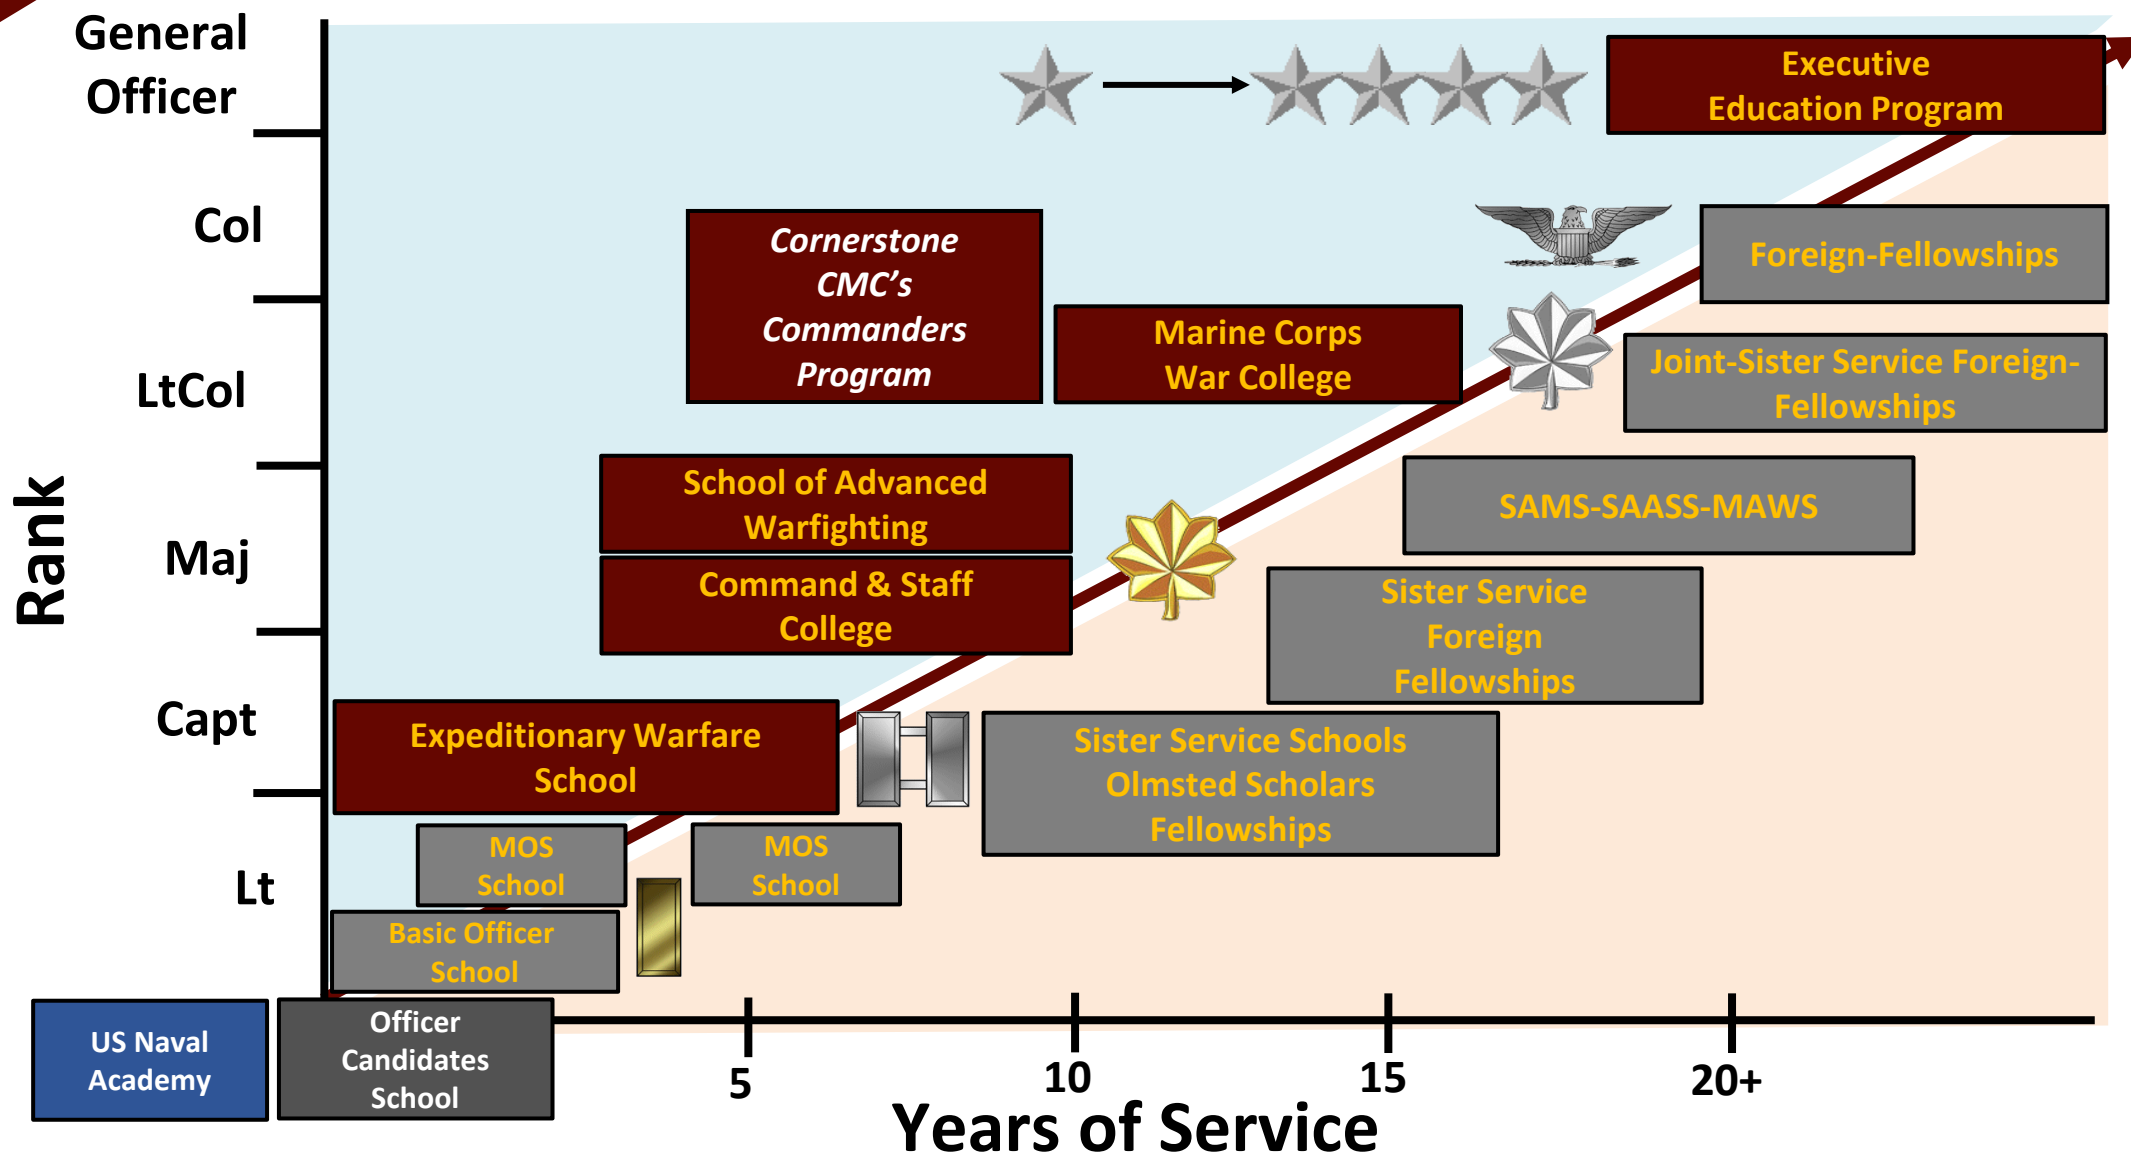 General
Officer
Executive
Education Program
Col
Cornerstone
CMC's
Commanders
Program
Foreign-Fellowships
Marine Corps
War College
LtCol
Joint-Sister Service Foreign-
Fellowships
School of Advanced
Warfighting
SAMS-SAASS-MAWS
Rank
Maj
Command & Staff
College
Sister Service
Foreign
Fellowships
Capt
Expeditionary Warfare
School
Sister Service Schools
Olmsted Scholars
Fellowships
MOS
School
MOS
School
Lt
Basic Officer
School
US Naval
Academy
Officer
Candidates
School
5
10
15
20+
Years of Service